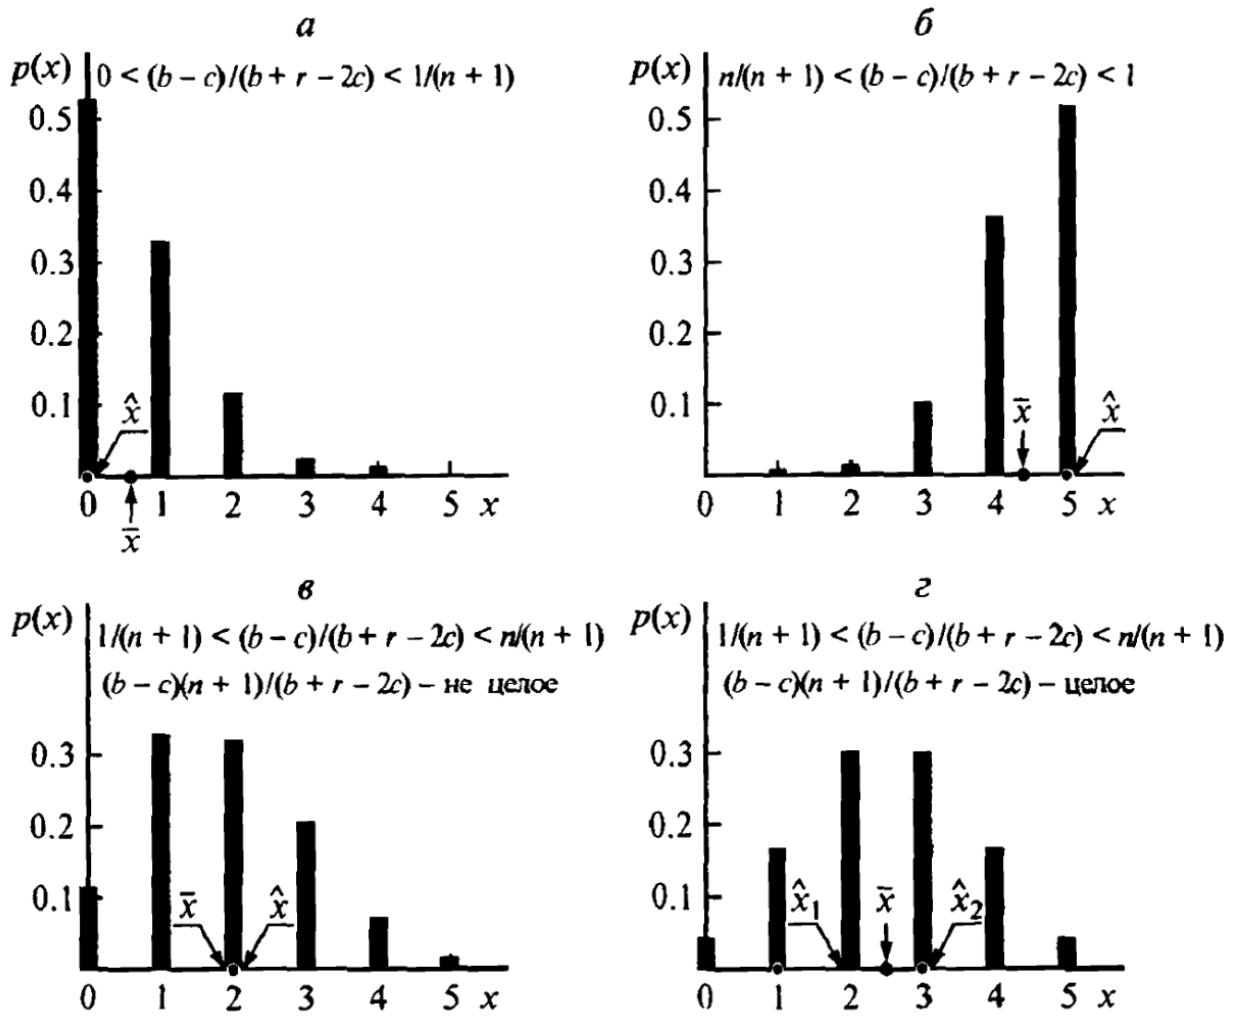 а
p(x) 0 < (b – c)/(b + r – 2c) < 1/(n + 1)
0.5
0.4
0.3
0.2
0.1
x̂
0 1 2 3 4 5 x
x̄
б
p(x) n/(n + 1) < (b – c)/(b + r – 2c) < 1
0.5
0.4
0.3
0.2
0.1
x̄ x̂
0 1 2 3 4 5 x
в
p(x) 1/(n + 1) < (b – c)/(b + r – 2c) < n/(n + 1)
(b – c)(n + 1)/(b + r – 2c) – не целое
0.3
0.2
0.1
x̄ x̂
0 1 2 3 4 5 x
г
p(x) 1/(n + 1) < (b – c)/(b + r – 2c) < n/(n + 1)
(b – c)(n + 1)/(b + r – 2c) – целое
0.3
0.2
0.1
x̂₁ x̄ x̂₂
0 1 2 3 4 5 x